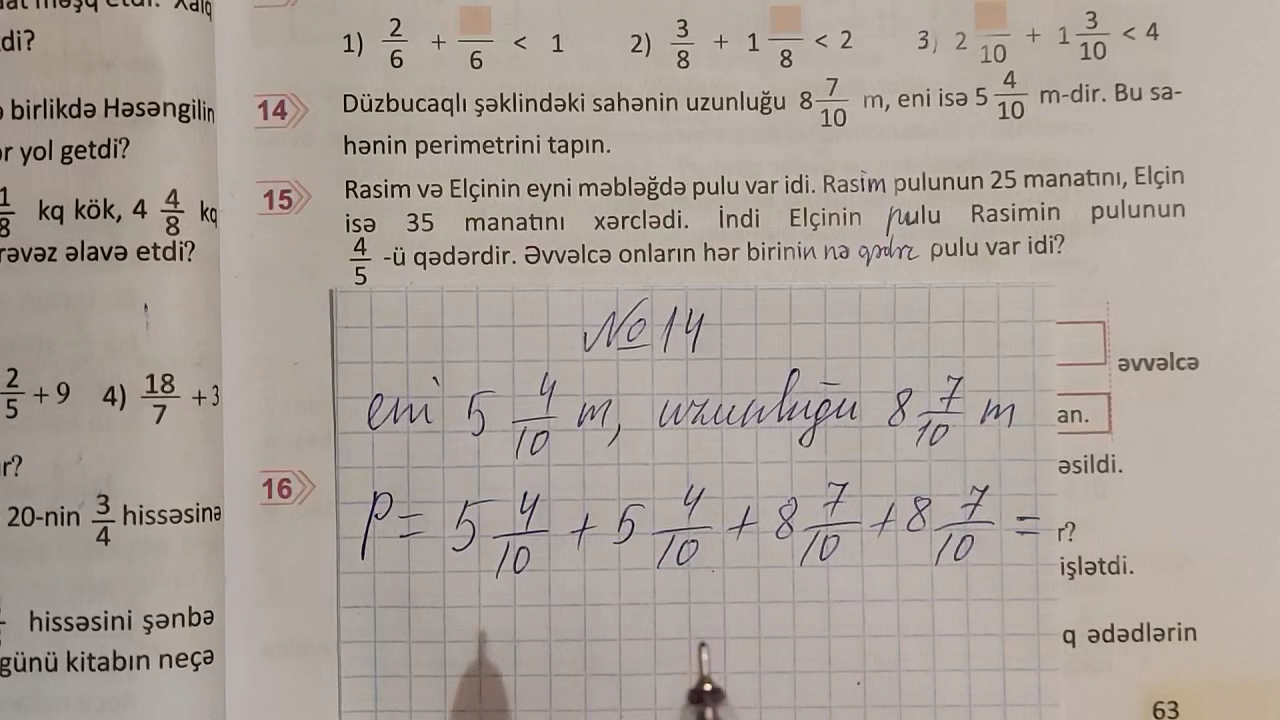 di?
birlikdə Həsəngilin
yol getdi?
1/8 kq kök, 4 4/8 kq
əlavə etdi?
2/5 + 9 4) 18/7 + 3
r?
20-nin 3/4 hissəsinə
hissəsini şənbə
günü kitabın neçə
1) 2/6 + /6 < 1 2) 3/8 + 1 /8 < 2 3) 2 /10 + 1 3/10 < 4
14 Düzbucaqlı şəklindəki sahənin uzunluğu 8 7/10 m, eni isə 5 4/10 m-dir. Bu sa-
hənin perimetrini tapın.
15 Rasim və Elçinin eyni məbləğdə pulu var idi. Rasim pulunun 25 manatını, Elçin
isə 35 manatını xərclədi. İndi Elçinin pulu Rasimin pulunun
4/5 -ü qədərdir. Əvvəlcə onların hər birinin nə qədər pulu var idi?
№ 14
eni 5 4/10 m, uzunluğu 8 7/10 m
16
P = 5 4/10 + 5 4/10 + 8 7/10 + 8 7/10 =
əvvəlcə
an.
əsildi.
r?
işlətdi.
q ədədlərin
63